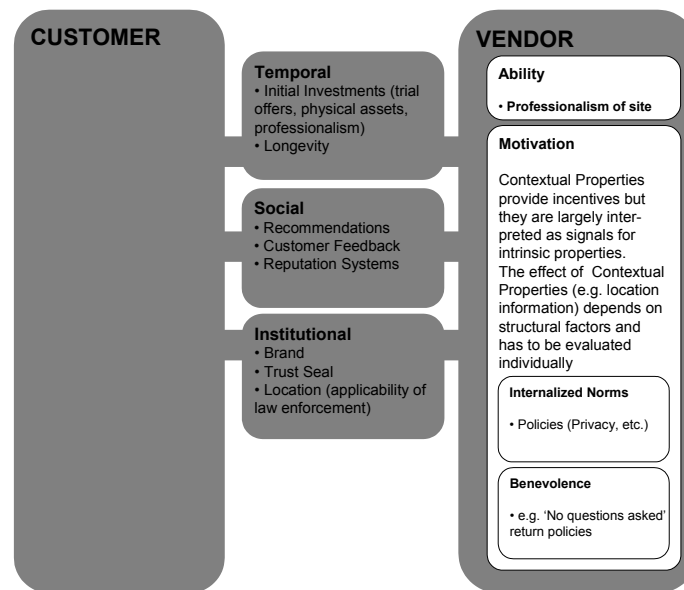 CUSTOMER
Temporal
• Initial Investments (trial
offers, physical assets,
professionalism)
• Longevity
Social
• Recommendations
• Customer Feedback
• Reputation Systems
Institutional
• Brand
• Trust Seal
• Location (applicability of
law enforcement)
VENDOR
Ability
• Professionalism of site
Motivation
Contextual Properties
provide incentives but
they are largely inter-
preted as signals for
intrinsic properties.
The effect of Contextual
Properties (e.g. location
information) depends on
structural factors and
has to be evaluated
individually
Internalized Norms
• Policies (Privacy, etc.)
Benevolence
• e.g. ‘No questions asked’
return policies